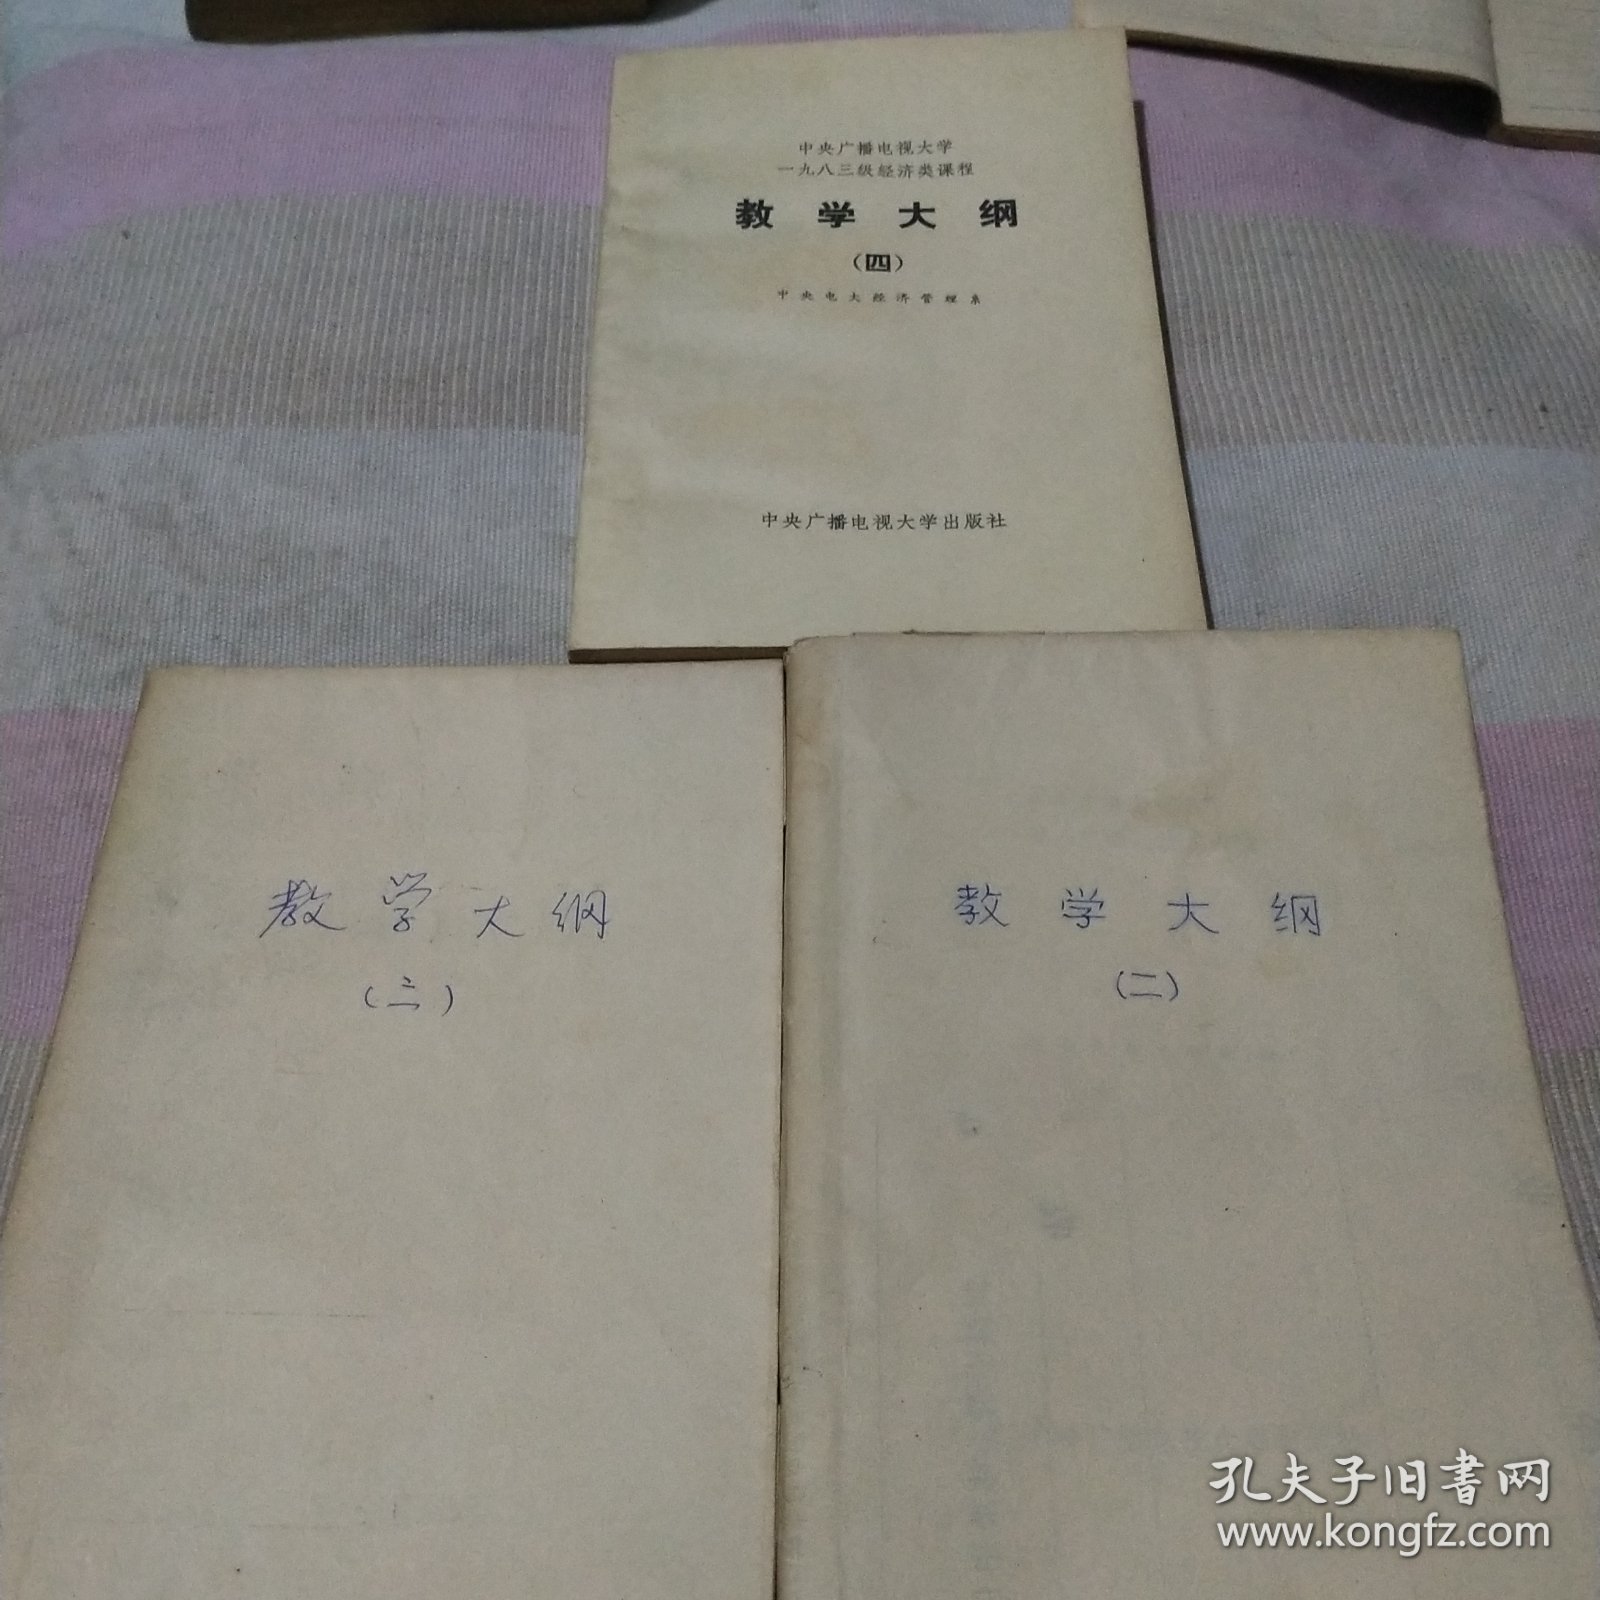 中央广播电视大学
一九八三级经济类课程
教学大纲
（四）
中央电大经济管理系
中央广播电视大学出版社
教学大纲
（三）
教学大纲
（二）
孔夫子旧书网
www.kongfz.com